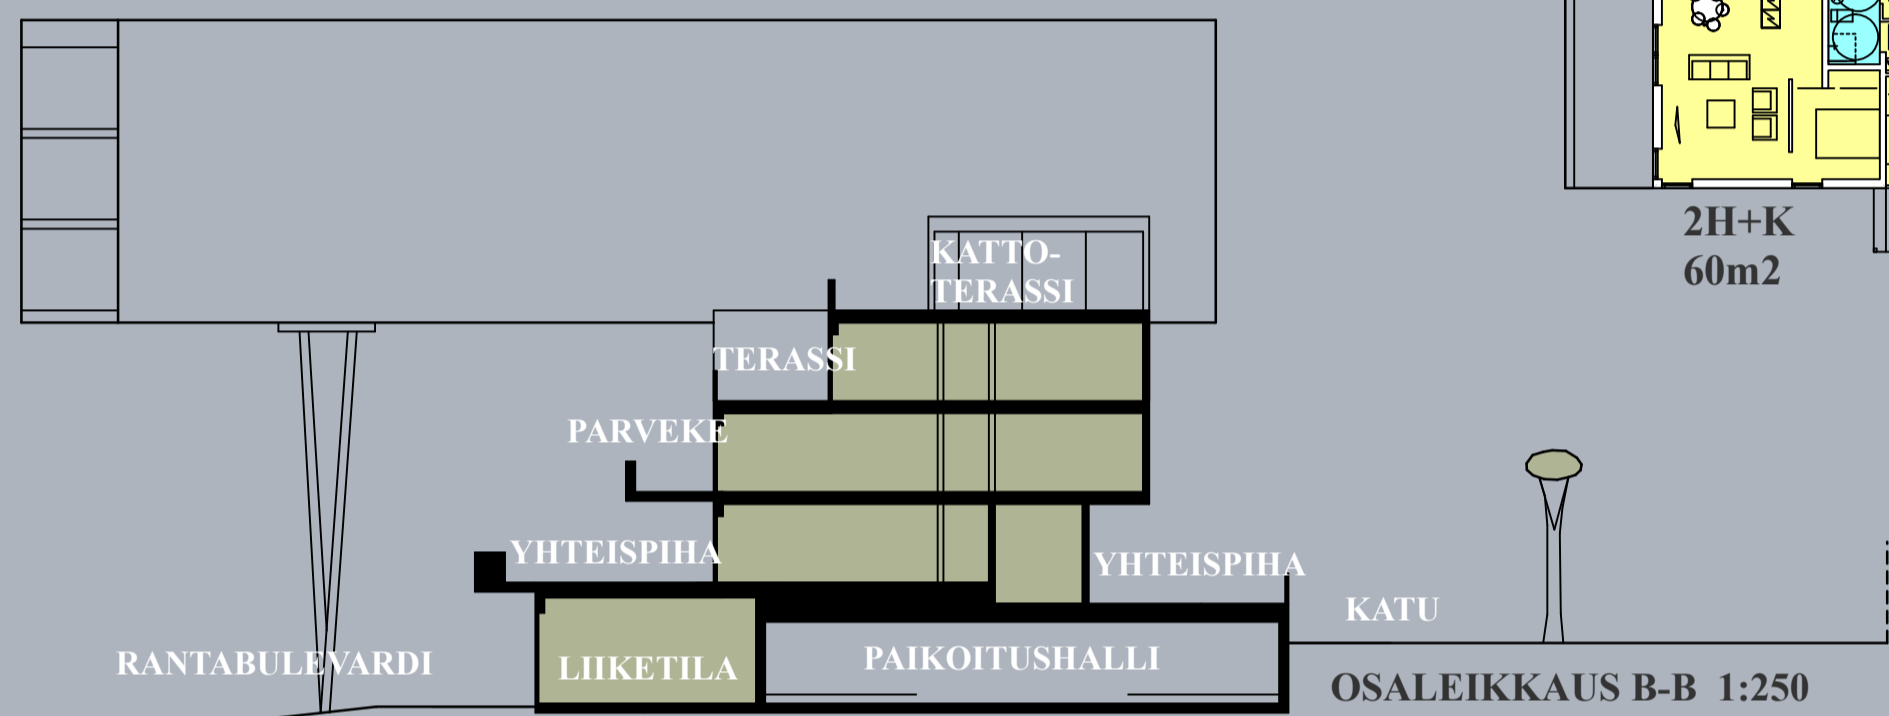 2H+K
60m2
KATTO-
TERASSI
TERASSI
PARVEKE
YHTEISPIHA
YHTEISPIHA
KATU
RANTABULEVARDI
LIIKETILA
PAIKOITUSHALLI
OSALEIKKAUS B-B 1:250